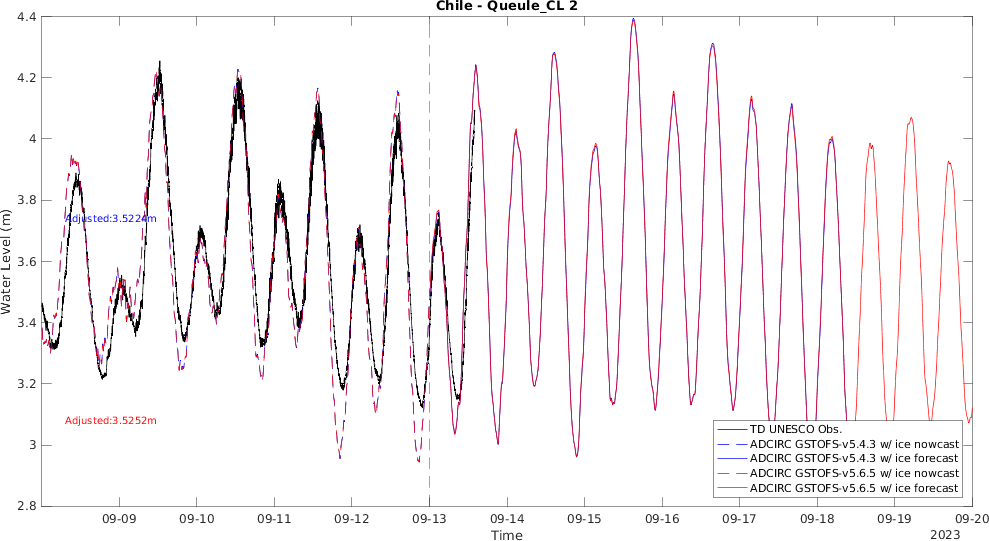 Chile - Queule_CL 2
4.4
4.2
4
3.8
3.6
3.4
3.2
3
2.8
Water Level (m)
Adjusted:3.5224m
Adjusted:3.5252m
TD UNESCO Obs.
ADCIRC GSTOFS-v5.4.3 w/ ice nowcast
ADCIRC GSTOFS-v5.4.3 w/ ice forecast
ADCIRC GSTOFS-v5.6.5 w/ ice nowcast
ADCIRC GSTOFS-v5.6.5 w/ ice forecast
09-09 09-10 09-11 09-12 09-13 09-14 09-15 09-16 09-17 09-18 09-19 09-20
Time
2023